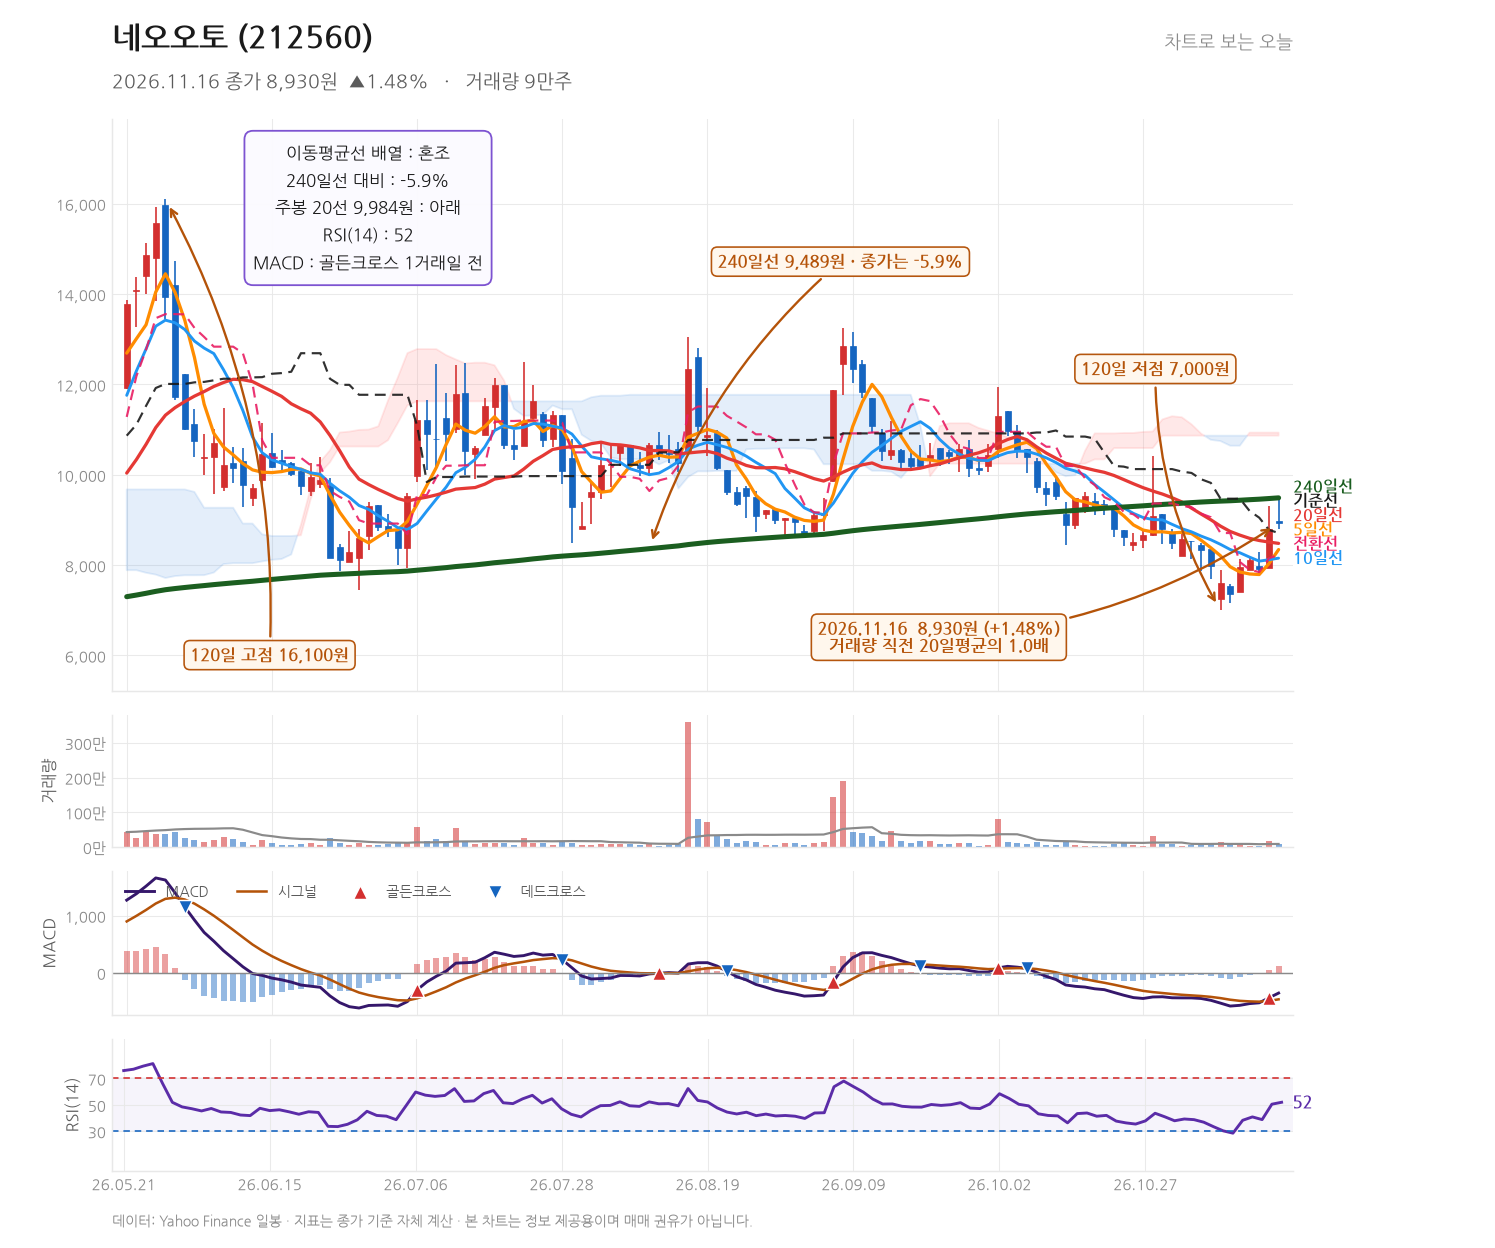 네오오토 (212560)
차트로 보는 오늘
2026.11.16 종가 8,930원 ▲1.48% · 거래량 9만주
이동평균선 배열 : 혼조
240일선 대비 : -5.9%
주봉 20선 9,984원 : 아래
RSI(14) : 52
MACD : 골든크로스 1거래일 전
240일선 9,489원 · 종가는 -5.9%
120일 저점 7,000원
120일 고점 16,100원
2026.11.16 8,930원 (+1.48%)
거래량 직전 20일평균의 1.0배
16,000
14,000
12,000
10,000
8,000
6,000
240일선
기준선
20일선
5일선
전환선
10일선
거래량
300만
200만
100만
0만
MACD
MACD
시그널
▲ 골든크로스
▼ 데드크로스
1,000
0
RSI(14)
70
50
30
52
26.05.21
26.06.15
26.07.06
26.07.28
26.08.19
26.09.09
26.10.02
26.10.27
데이터: Yahoo Finance 일봉 · 지표는 종가 기준 자체 계산 · 본 차트는 정보 제공용이며 매매 권유가 아닙니다.